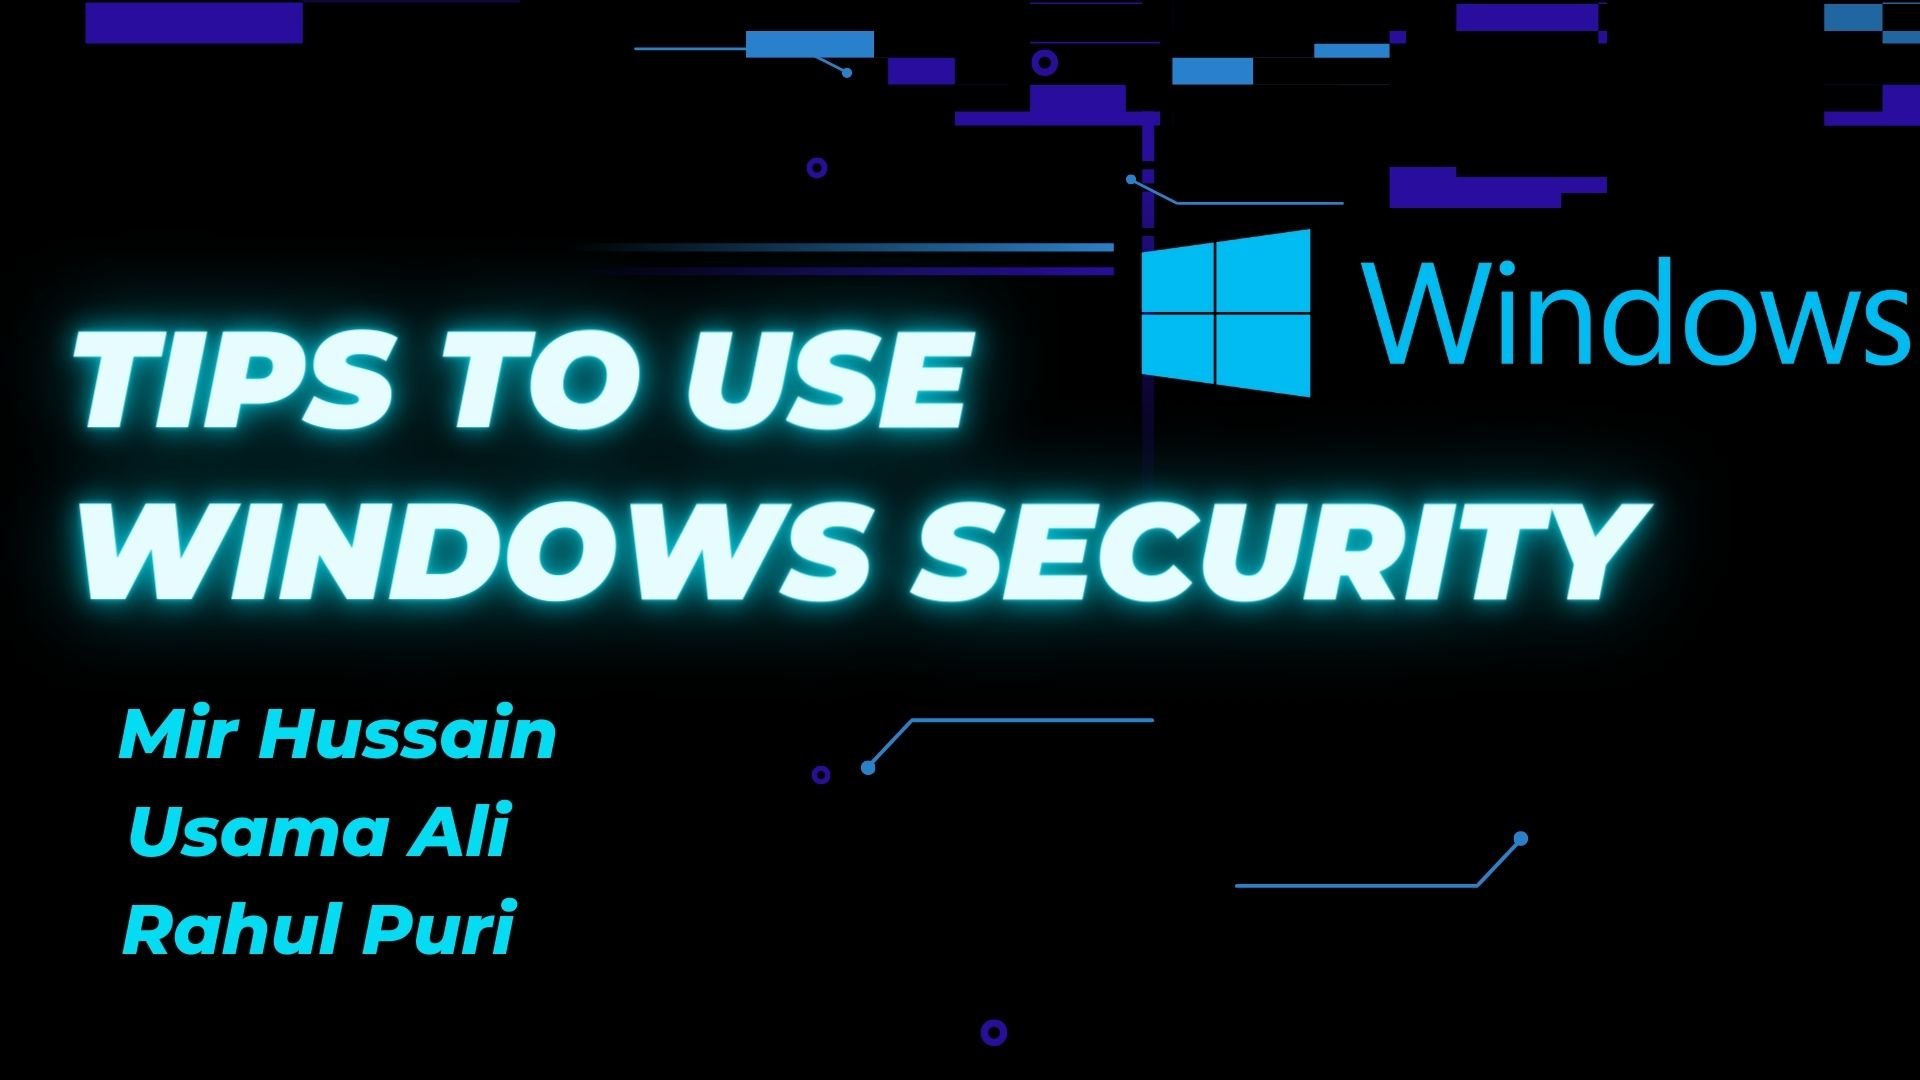 Windows
TIPS TO USE
WINDOWS SECURITY
Mir Hussain
Usama Ali
Rahul Puri